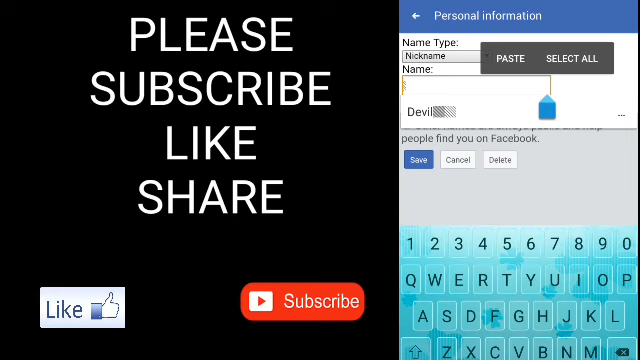 PLEASE
SUBSCRIBE
LIKE
SHARE
Like
Subscribe
Personal information
Name Type:
Nickname
PASTE SELECT ALL
Name:
Devil
...
people find you on Facebook.
Save Cancel Delete
1 2 3 4 5 6 7 8 9 0
Q W E R T Y U I O P
A S D F G H J K L
Z X C V B N M